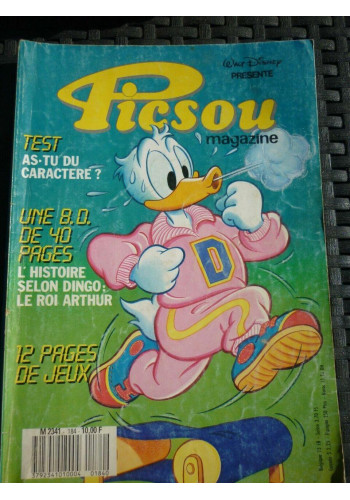 Walt Disney
PRESENTE
Picsou
magazine
TEST
AS-TU DU
CARACTERE ?
UNE B.D.
DE 40
PAGES
L'HISTOIRE
SELON DINGO :
LE ROI ARTHUR
12 PAGES
DE JEUX
D
M 2341 - 184 - 10,00 F